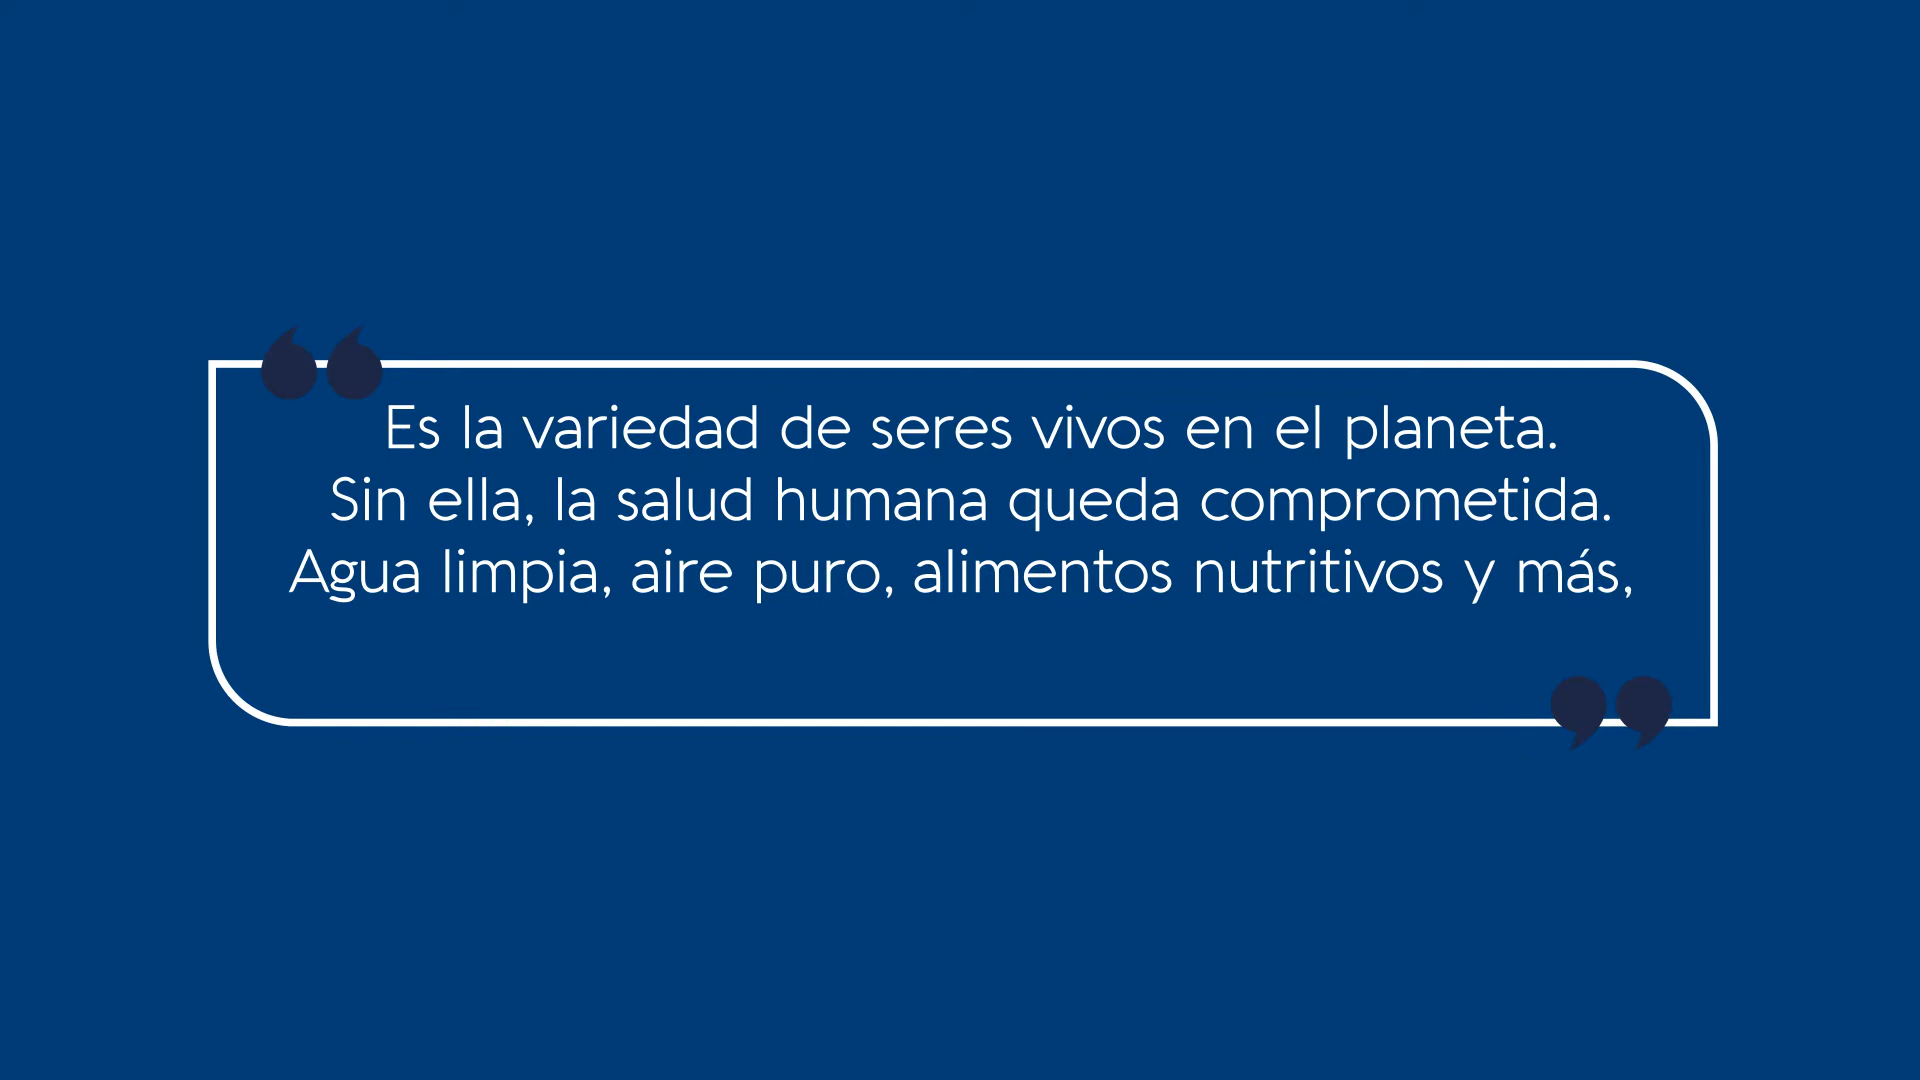 Es la variedad de seres vivos en el planeta.
Sin ella, la salud humana queda comprometida.
Agua limpia, aire puro, alimentos nutritivos y más,